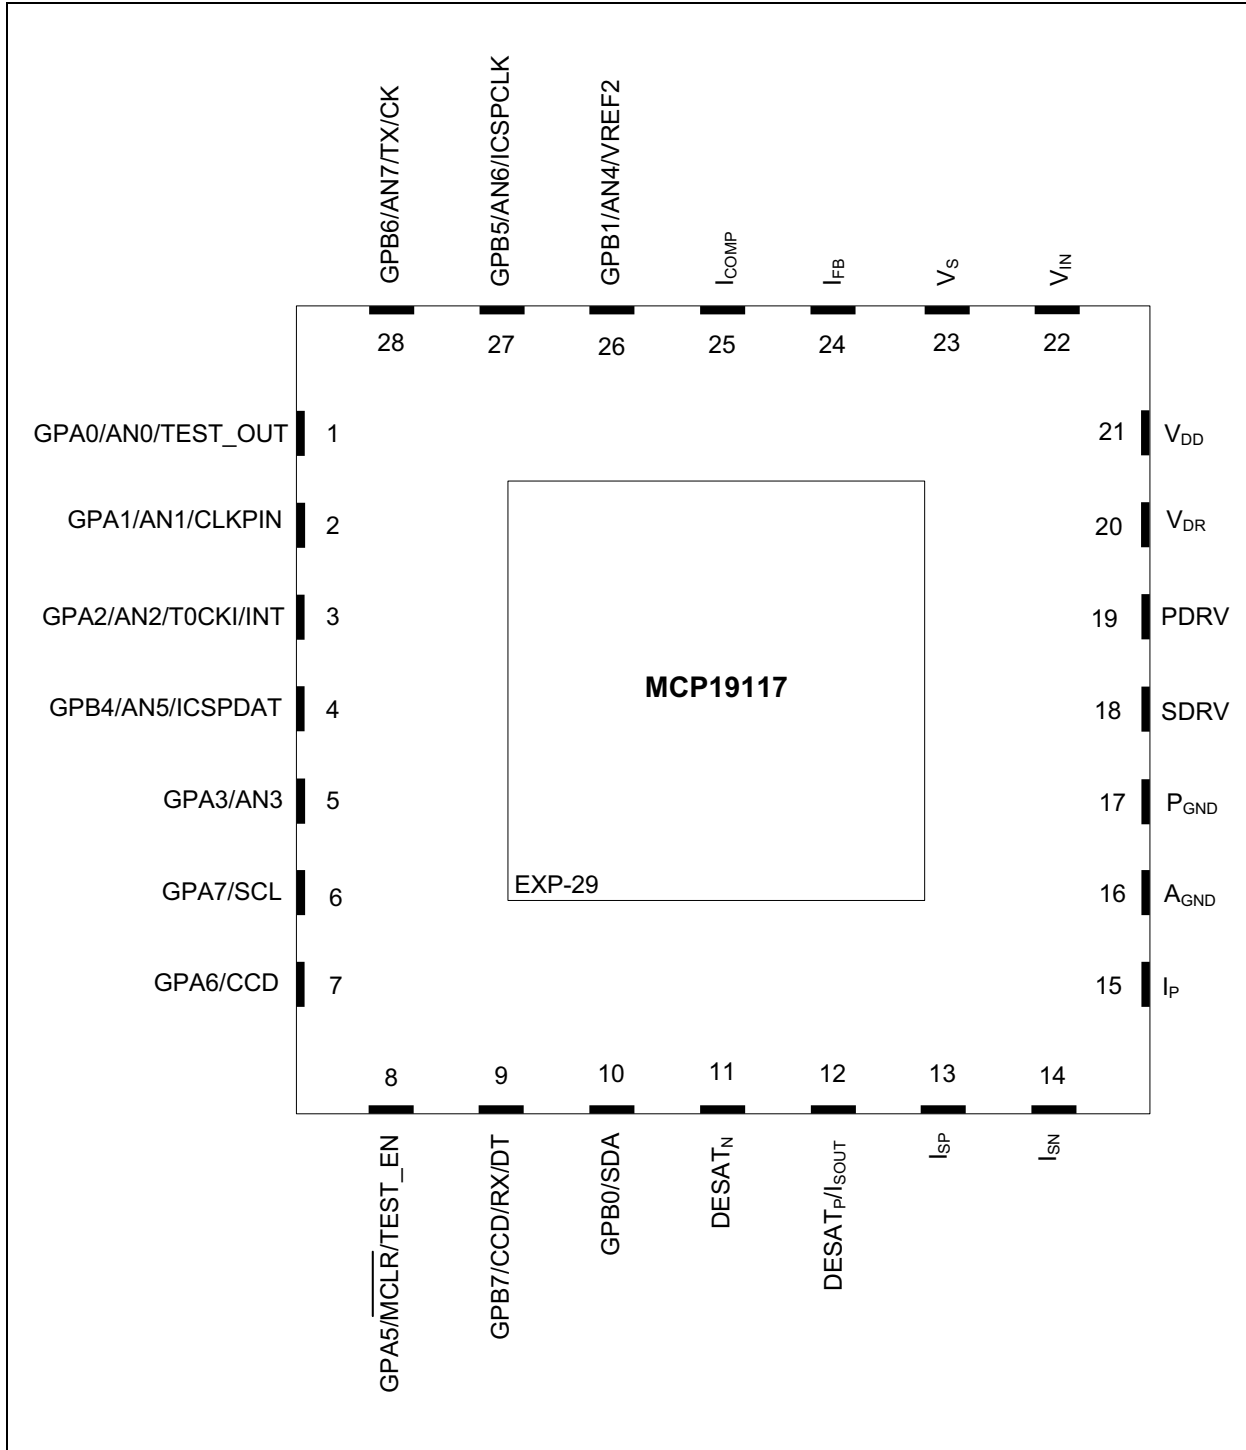 GPB6/AN7/TX/CK
GPB5/AN6/ICSPCLK
GPB1/AN4/VREF2
ICOMP
IFB
VS
VIN
28
27
26
25
24
23
22
GPA0/AN0/TEST_OUT 1
GPA1/AN1/CLKPIN 2
GPA2/AN2/T0CKI/INT 3
GPB4/AN5/ICSPDAT 4
GPA3/AN3 5
GPA7/SCL 6
GPA6/CCD 7
MCP19117
EXP-29
21 VDD
20 VDR
19 PDRV
18 SDRV
17 PGND
16 AGND
15 IP
8
9
10
11
12
13
14
GPA5/MCLR/TEST_EN
GPB7/CCD/RX/DT
GPB0/SDA
DESATN
DESATP/ISOUT
ISP
ISN